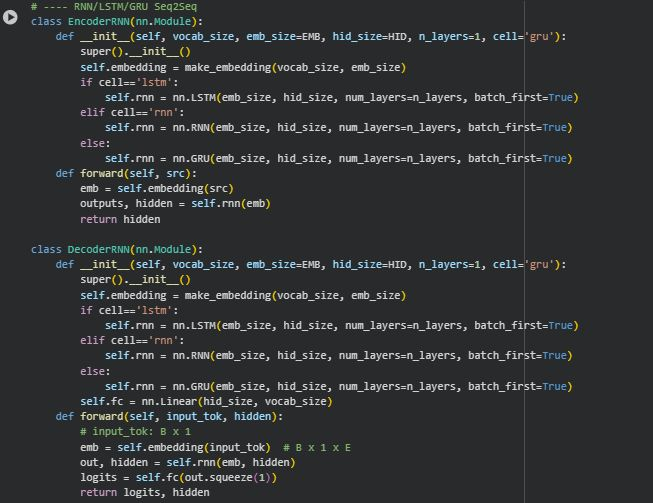 # ---- RNN/LSTM/GRU Seq2Seq
class EncoderRNN(nn.Module):
    def __init__(self, vocab_size, emb_size=EMB, hid_size=HID, n_layers=1, cell='gru'):
        super().__init__()
        self.embedding = make_embedding(vocab_size, emb_size)
        if cell=='lstm':
            self.rnn = nn.LSTM(emb_size, hid_size, num_layers=n_layers, batch_first=True)
        elif cell=='rnn':
            self.rnn = nn.RNN(emb_size, hid_size, num_layers=n_layers, batch_first=True)
        else:
            self.rnn = nn.GRU(emb_size, hid_size, num_layers=n_layers, batch_first=True)
    def forward(self, src):
        emb = self.embedding(src)
        outputs, hidden = self.rnn(emb)
        return hidden

class DecoderRNN(nn.Module):
    def __init__(self, vocab_size, emb_size=EMB, hid_size=HID, n_layers=1, cell='gru'):
        super().__init__()
        self.embedding = make_embedding(vocab_size, emb_size)
        if cell=='lstm':
            self.rnn = nn.LSTM(emb_size, hid_size, num_layers=n_layers, batch_first=True)
        elif cell=='rnn':
            self.rnn = nn.RNN(emb_size, hid_size, num_layers=n_layers, batch_first=True)
        else:
            self.rnn = nn.GRU(emb_size, hid_size, num_layers=n_layers, batch_first=True)
        self.fc = nn.Linear(hid_size, vocab_size)
    def forward(self, input_tok, hidden):
        # input_tok: B x 1
        emb = self.embedding(input_tok)  # B x 1 x E
        out, hidden = self.rnn(emb, hidden)
        logits = self.fc(out.squeeze(1))
        return logits, hidden